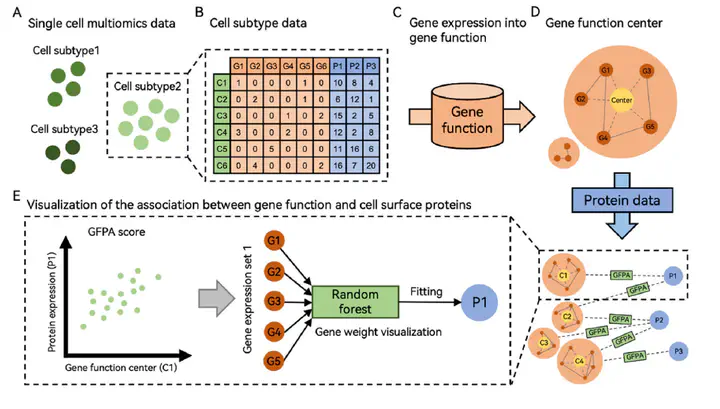 A Single cell multiomics data
Cell subtype1
Cell subtype2
Cell subtype3
B Cell subtype data
G1 G2 G3 G4 G5 G6 P1 P2 P3
C1 1 0 0 0 1 0 10 8 4
C2 0 2 0 0 1 0 6 12 1
C3 0 0 0 1 0 2 15 2 5
C4 3 0 0 0 0 0 12 2 8
C5 0 0 5 0 0 0 11 16 6
C6 0 4 0 0 0 2 16 7 20
C Gene expression into
gene function
Gene
function
D Gene function center
G1
G3
G2
Center
G4
G5
Protein data
E Visualization of the association between gene function and cell surface proteins
GFPA score
Protein expression (P1)
Gene function center (C1)
Gene expression set 1
G1
G2
G3
G4
G5
Random
forest
Fitting
P1
Gene weight visualization
C1 GFPA P1
GFPA
C2 GFPA P2
GFPA
C3 GFPA
C4 GFPA P3